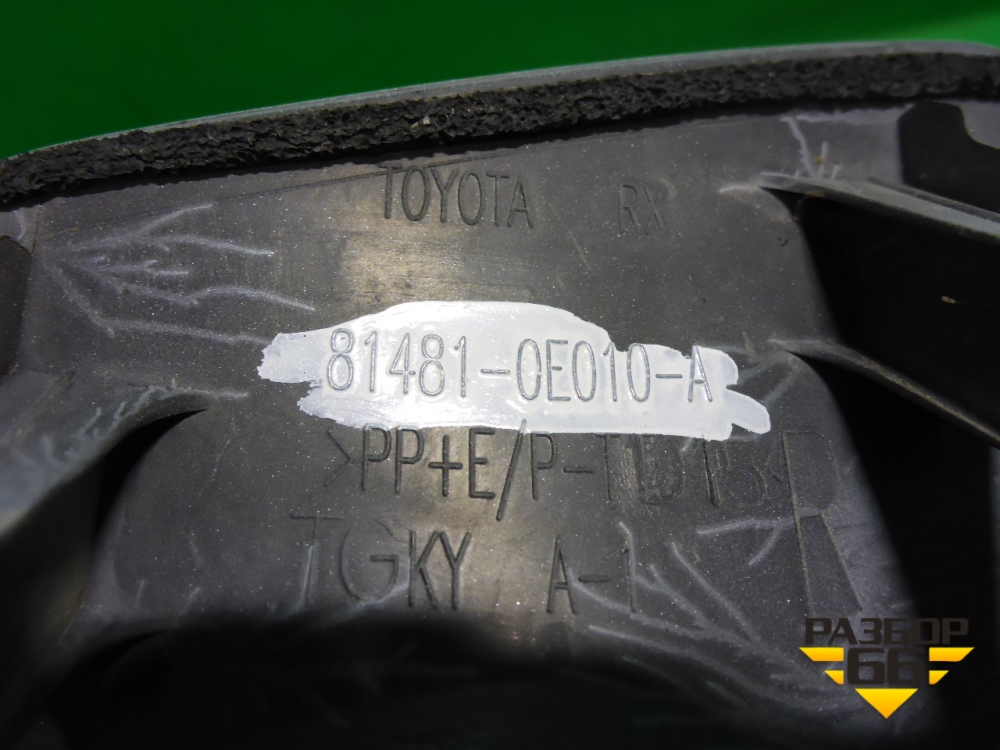 TOYOTA RX
81481-0E010-A
>PP+E/P-
TGKY A-1
РАЗБОР
66